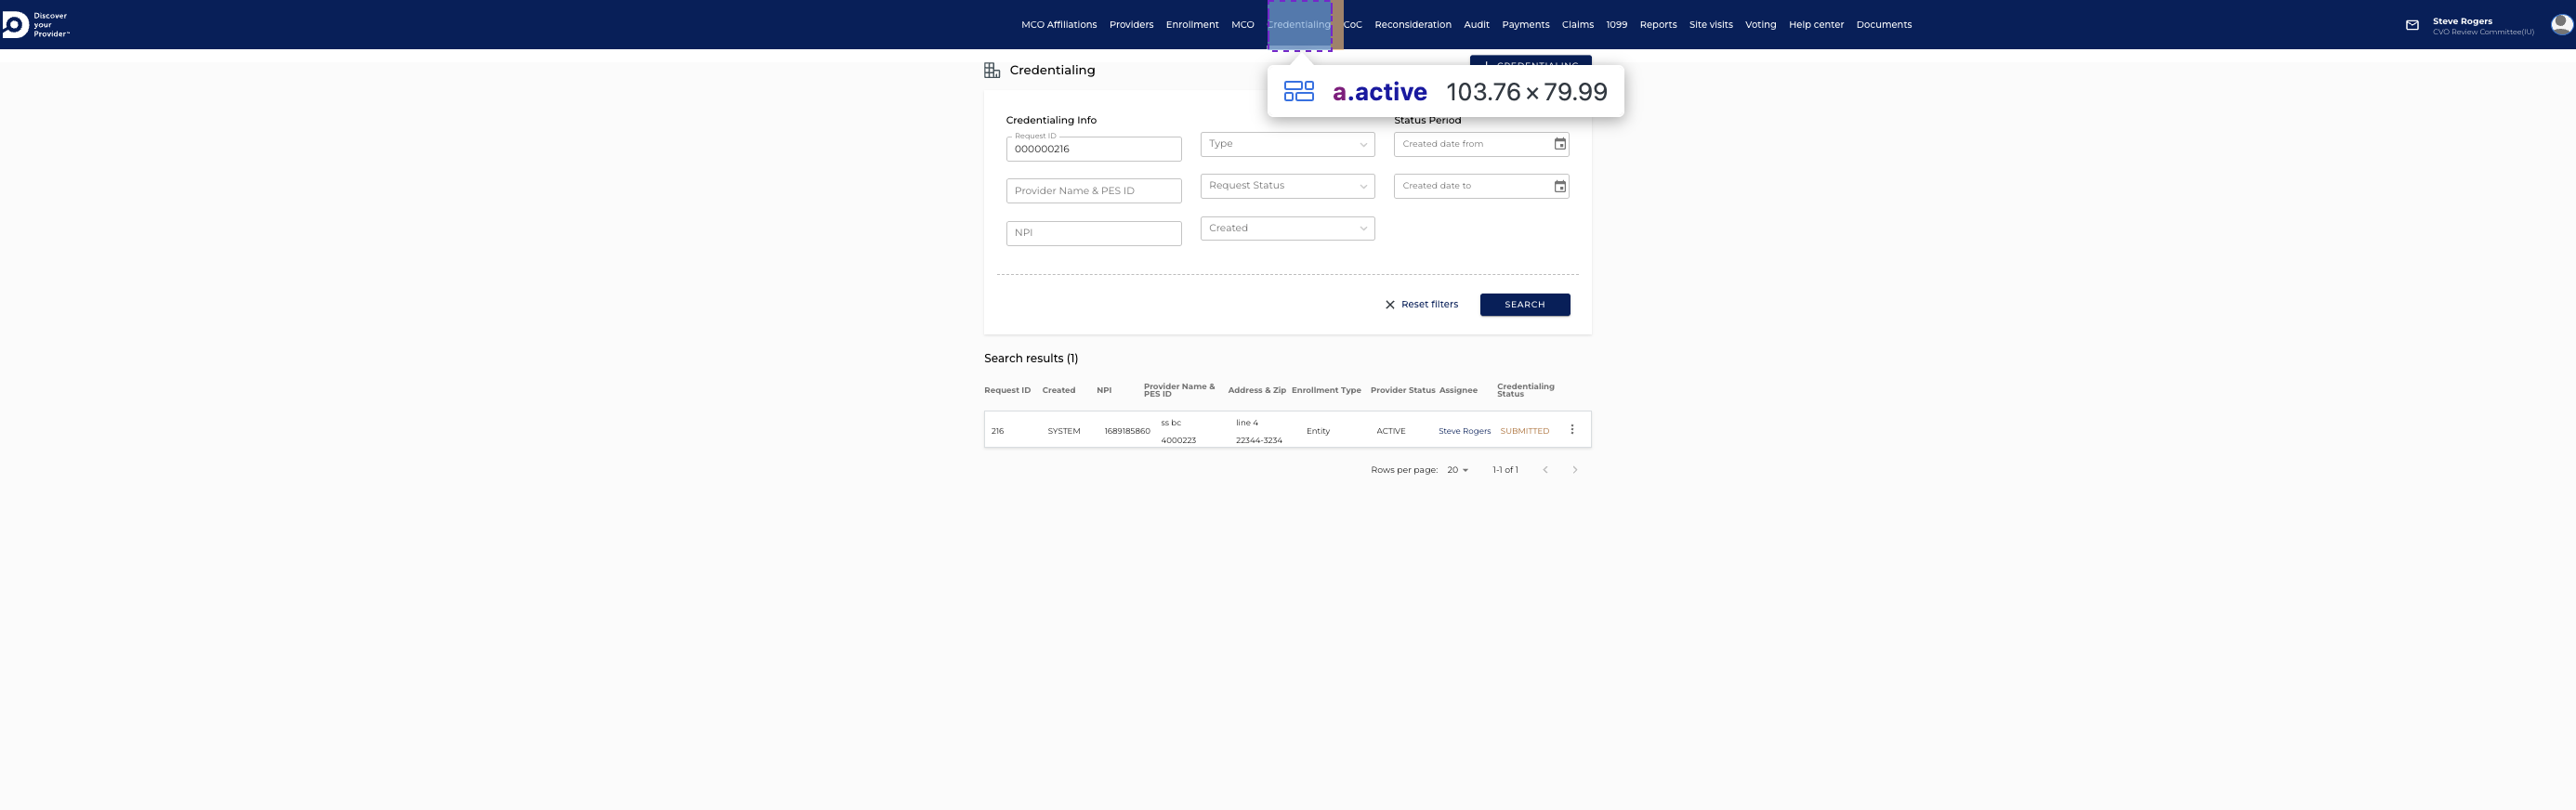 Discover
your
Provider™
MCO Affiliations Providers Enrollment MCO Credentialing CoC Reconsideration Audit Payments Claims 1099 Reports Site visits Voting Help center Documents
Steve Rogers
CVO Review Committee(IU)
Credentialing
CREDENTIALING
a.active 103.76 × 79.99
Credentialing Info
Status Period
Request ID
000000216
Type
Created date from
Provider Name & PES ID
Request Status
Created date to
NPI
Created
Reset filters
SEARCH
Search results (1)
Request ID Created NPI Provider Name & PES ID Address & Zip Enrollment Type Provider Status Assignee Credentialing Status
216 SYSTEM 1689185860 ss bc 4000223 line 4 22344-3234 Entity ACTIVE Steve Rogers SUBMITTED
Rows per page: 20 1-1 of 1